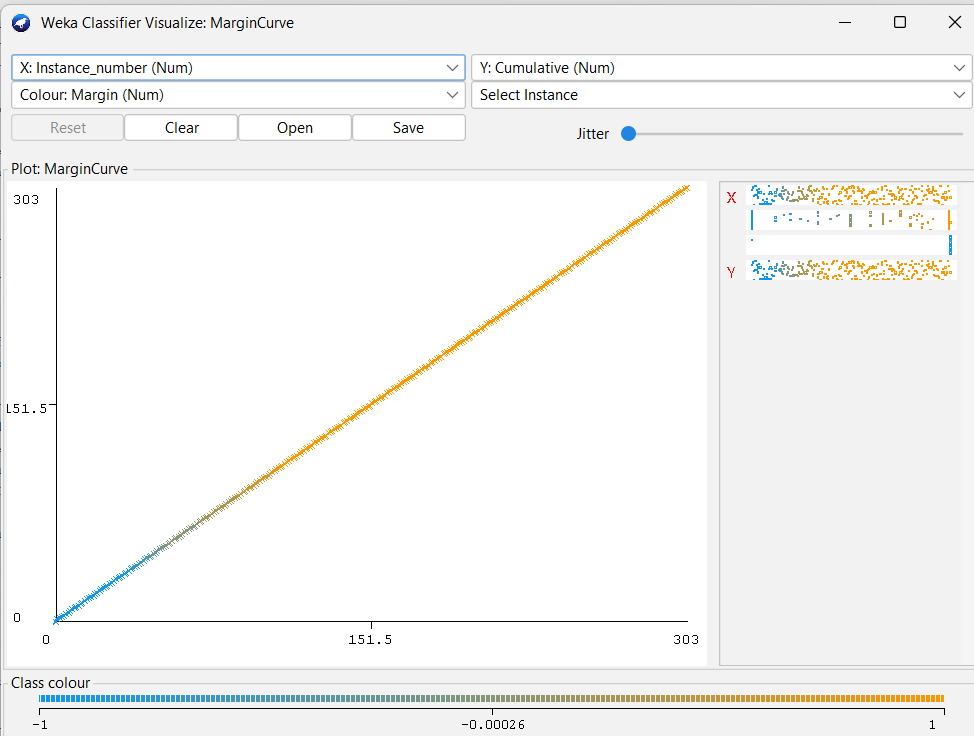 Weka Classifier Visualize: MarginCurve
X: Instance_number (Num)
Y: Cumulative (Num)
Colour: Margin (Num)
Select Instance
Reset
Clear
Open
Save
Jitter
Plot: MarginCurve
303
151.5
0
0
151.5
303
X
Y
Class colour
-1
-0.00026
1